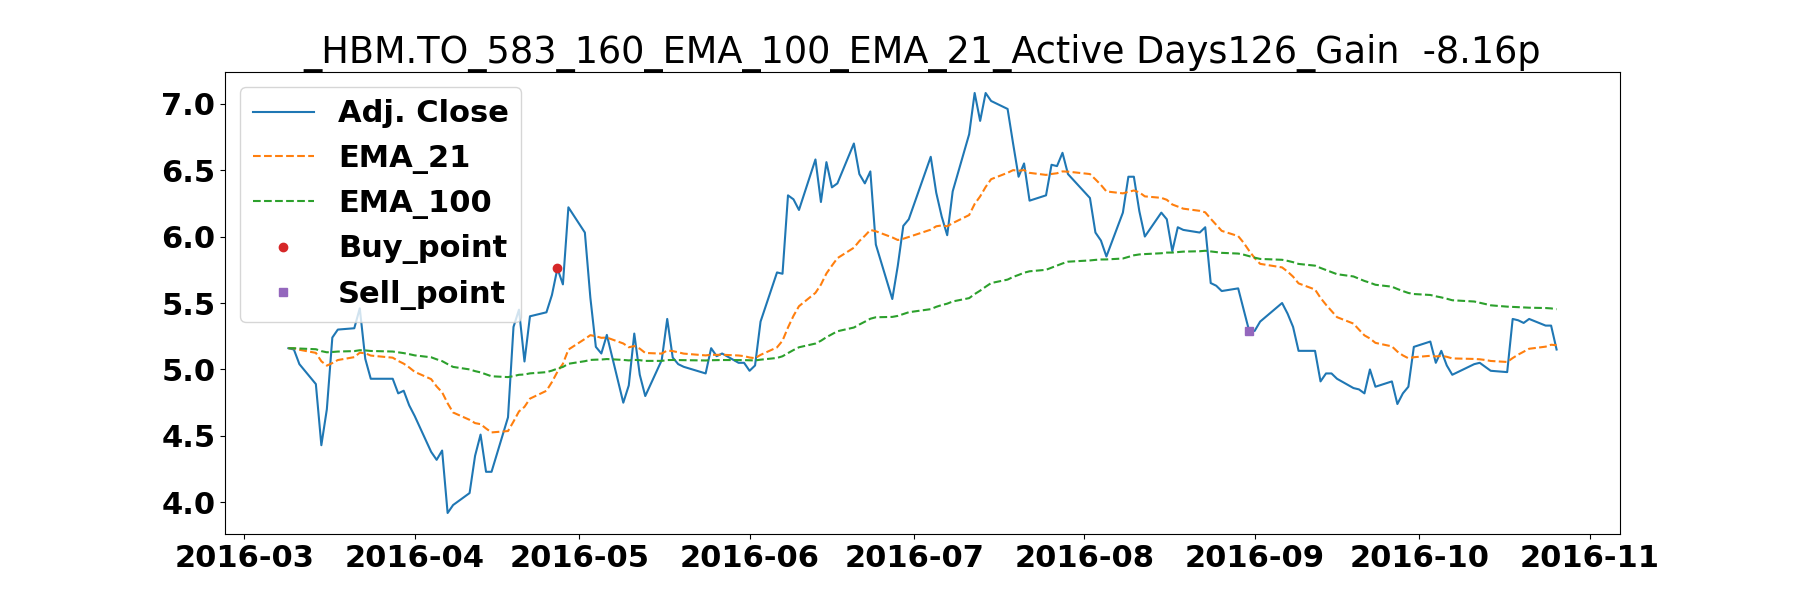 _HBM.TO_583_160_EMA_100_EMA_21_Active Days126_Gain  -8.16p
7.0
6.5
6.0
5.5
5.0
4.5
4.0
Adj. Close
EMA_21
EMA_100
Buy_point
Sell_point
2016-03 2016-04 2016-05 2016-06 2016-07 2016-08 2016-09 2016-10 2016-11